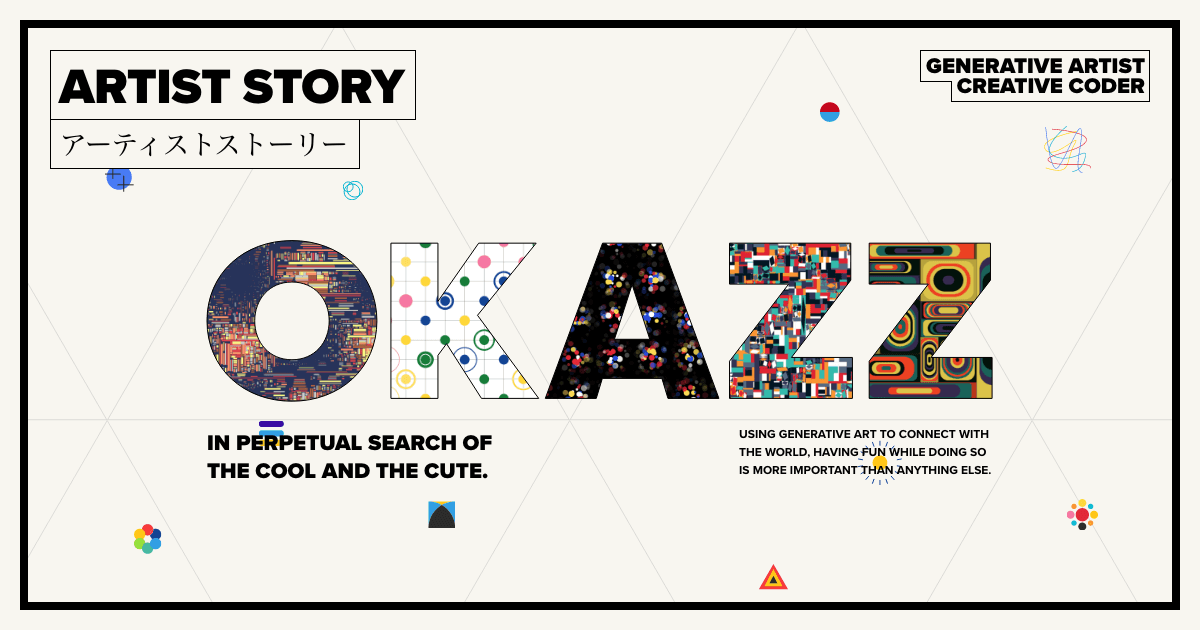 ARTIST STORY
アーティストストーリー
GENERATIVE ARTIST
CREATIVE CODER
OKAZZ
IN PERPETUAL SEARCH OF
THE COOL AND THE CUTE.
USING GENERATIVE ART TO CONNECT WITH
THE WORLD, HAVING FUN WHILE DOING SO
IS MORE IMPORTANT THAN ANYTHING ELSE.